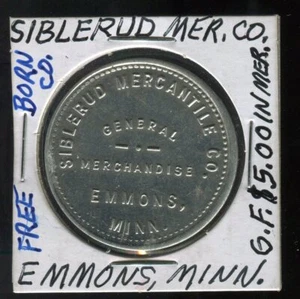 SIBLERUD MER. CO.
FREE BORN CO.
SIBLERUD MERCANTILE CO.
GENERAL
MERCHANDISE
EMMONS,
MINN.
G.F. $5.00 IN MER.
EMMONS, MINN.